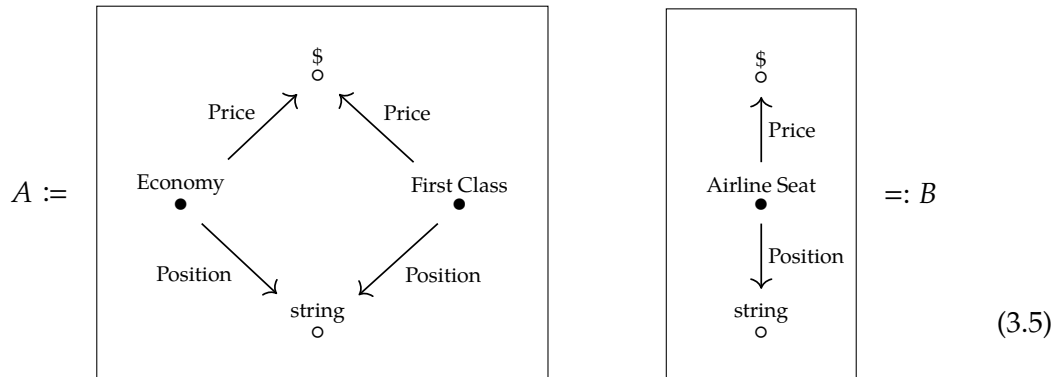 $ $
Price Price Price
Economy First Class Airline Seat
A := =: B
Position Position Position
string string
(3.5)